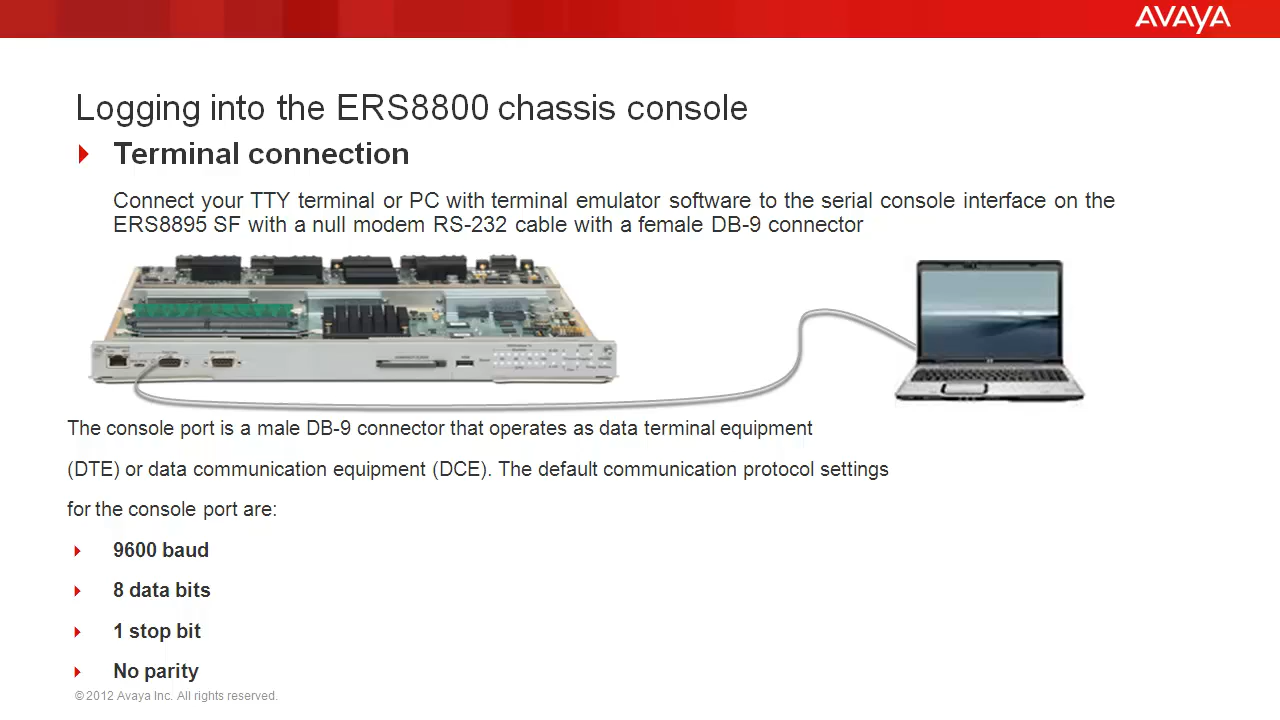 AVAYA
Logging into the ERS8800 chassis console
Terminal connection
Connect your TTY terminal or PC with terminal emulator software to the serial console interface on the
ERS8895 SF with a null modem RS-232 cable with a female DB-9 connector
The console port is a male DB-9 connector that operates as data terminal equipment
(DTE) or data communication equipment (DCE). The default communication protocol settings
for the console port are:
9600 baud
8 data bits
1 stop bit
No parity
© 2012 Avaya Inc. All rights reserved.